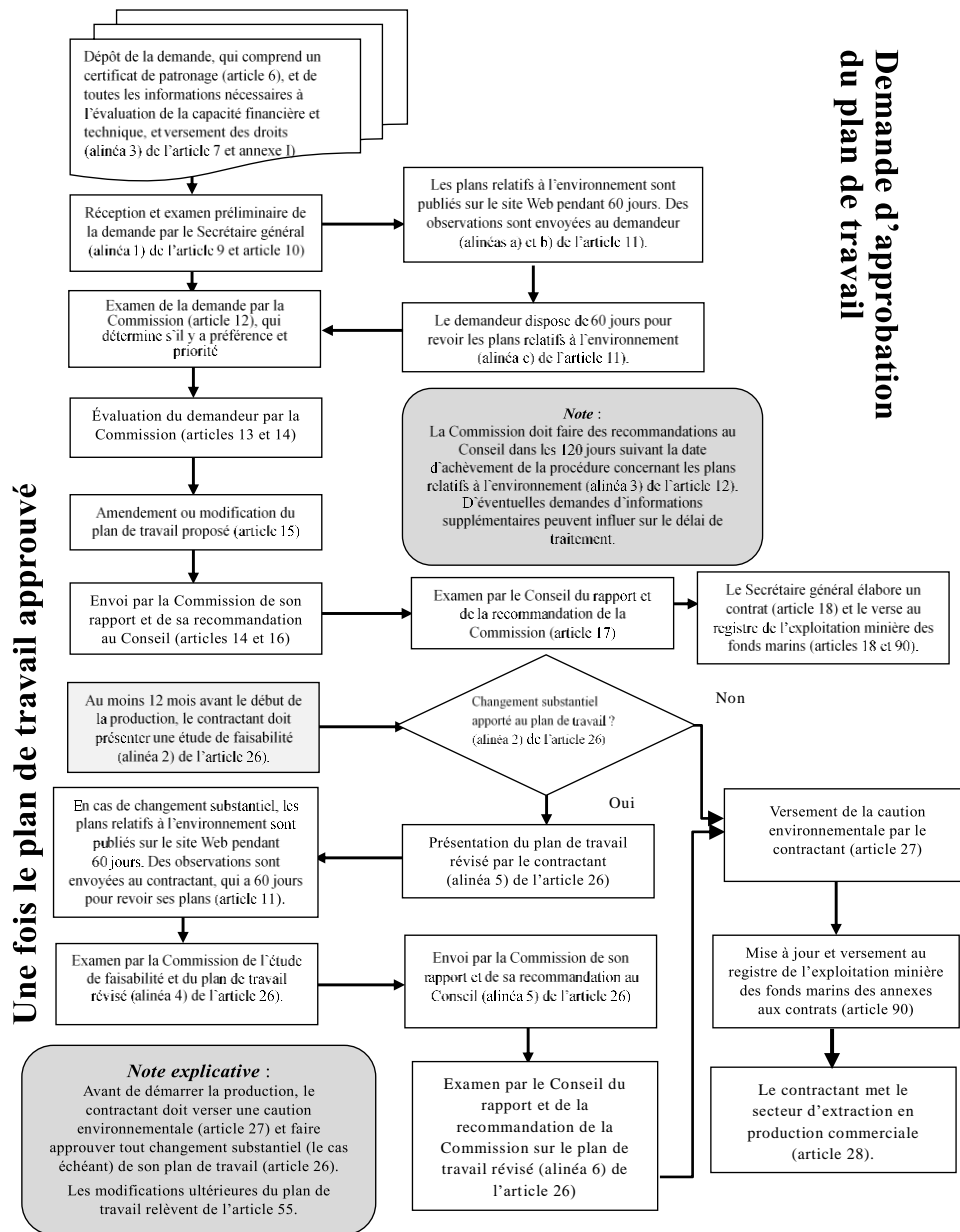 Demande d'approbation
du plan de travail
Dépôt de la demande, qui comprend un
certificat de patronage (article 6), et de
toutes les informations nécessaires à
l'évaluation de la capacité financière et
technique, et versement des droits
(alinéa 3) de l'article 7 et annexe I)
Réception et examen préliminaire de
la demande par le Secrétaire général
(alinéa 1) de l'article 9 et article 10)
Les plans relatifs à l'environnement sont
publiés sur le site Web pendant 60 jours. Des
observations sont envoyées au demandeur
(alinéas a) et b) de l'article 11).
Examen de la demande par la
Commission (article 12), qui
détermine s'il y a préférence et
priorité
Le demandeur dispose de 60 jours pour
revoir les plans relatifs à l'environnement
(alinéa c) de l'article 11).
Évaluation du demandeur par la
Commission (articles 13 et 14)
Note :
La Commission doit faire des recommandations au
Conseil dans les 120 jours suivant la date
d'achèvement de la procédure concernant les plans
relatifs à l'environnement (alinéa 3) de l'article 12).
D'éventuelles demandes d'informations
supplémentaires peuvent influer sur le délai de
traitement.
Amendement ou modification du
plan de travail proposé (article 15)
Envoi par la Commission de son
rapport et de sa recommandation
au Conseil (articles 14 et 16)
Examen par le Conseil du rapport et
de la recommandation de la
Commission (article 17)
Le Secrétaire général élabore un
contrat (article 18) et le verse au
registre de l'exploitation minière des
fonds marins (articles 18 et 90).
Une fois le plan de travail approuvé
Au moins 12 mois avant le début de
la production, le contractant doit
présenter une étude de faisabilité
(alinéa 2) de l'article 26).
Changement substantiel
apporté au plan de travail ?
(alinéa 2) de l'article 26)
Non
Oui
En cas de changement substantiel, les
plans relatifs à l'environnement sont
publiés sur le site Web pendant
60 jours. Des observations sont
envoyées au contractant, qui a 60 jours
pour revoir ses plans (article 11).
Présentation du plan de travail
révisé par le contractant
(alinéa 5) de l'article 26)
Versement de la caution
environnementale par le
contractant (article 27)
Examen par la Commission de l'étude
de faisabilité et du plan de travail
révisé (alinéa 4) de l'article 26).
Envoi par la Commission de son
rapport et de sa recommandation au
Conseil (alinéa 5) de l'article 26)
Mise à jour et versement au
registre de l'exploitation minière
des fonds marins des annexes
aux contrats (article 90)
Note explicative :
Avant de démarrer la production, le
contractant doit verser une caution
environnementale (article 27) et faire
approuver tout changement substantiel (le cas
échéant) de son plan de travail (article 26).
Les modifications ultérieures du plan de
travail relèvent de l'article 55.
Examen par le Conseil du
rapport et de la
recommandation de la
Commission sur le plan de
travail révisé (alinéa 6) de
l'article 26)
Le contractant met le
secteur d'extraction en
production commerciale
(article 28).